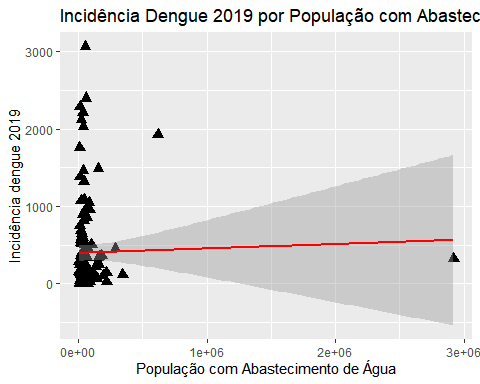 Incidência Dengue 2019 por População com Abastec
3000
2000
1000
0
Incidência dengue 2019
0e+00
1e+06
2e+06
3e+06
População com Abastecimento de Água